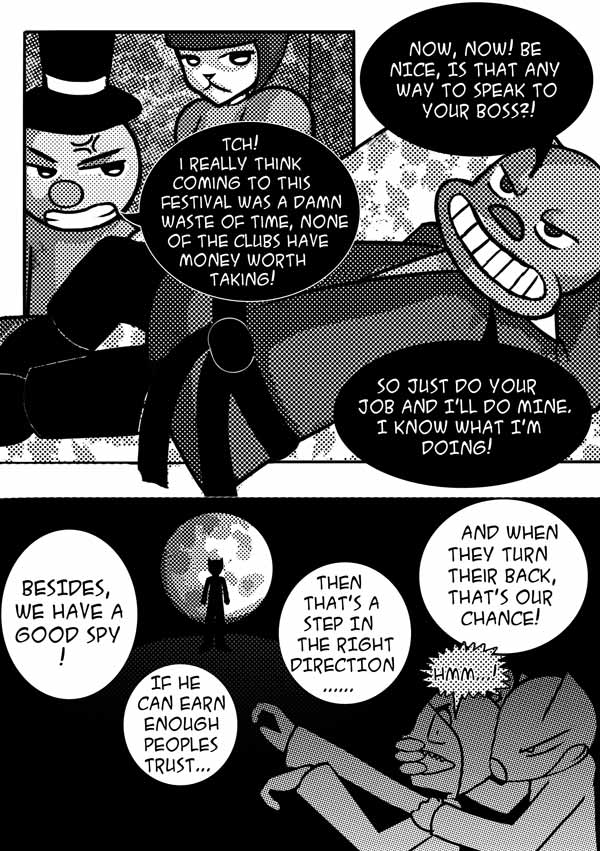 NOW, NOW! BE
NICE, IS THAT ANY
WAY TO SPEAK TO
YOUR BOSS?!
TCH!
I REALLY THINK
COMING TO THIS
FESTIVAL WAS A DAMN
WASTE OF TIME, NONE
OF THE CLUBS HAVE
MONEY WORTH
TAKING!
SO JUST DO YOUR
JOB AND I'LL DO MINE.
I KNOW WHAT I'M
DOING!
BESIDES,
WE HAVE A
GOOD SPY
!
IF HE
CAN EARN
ENOUGH
PEOPLES
TRUST...
THEN
THAT'S A
STEP IN
THE RIGHT
DIRECTION
......
AND WHEN
THEY TURN
THEIR BACK,
THAT'S OUR
CHANCE!
HMM...!